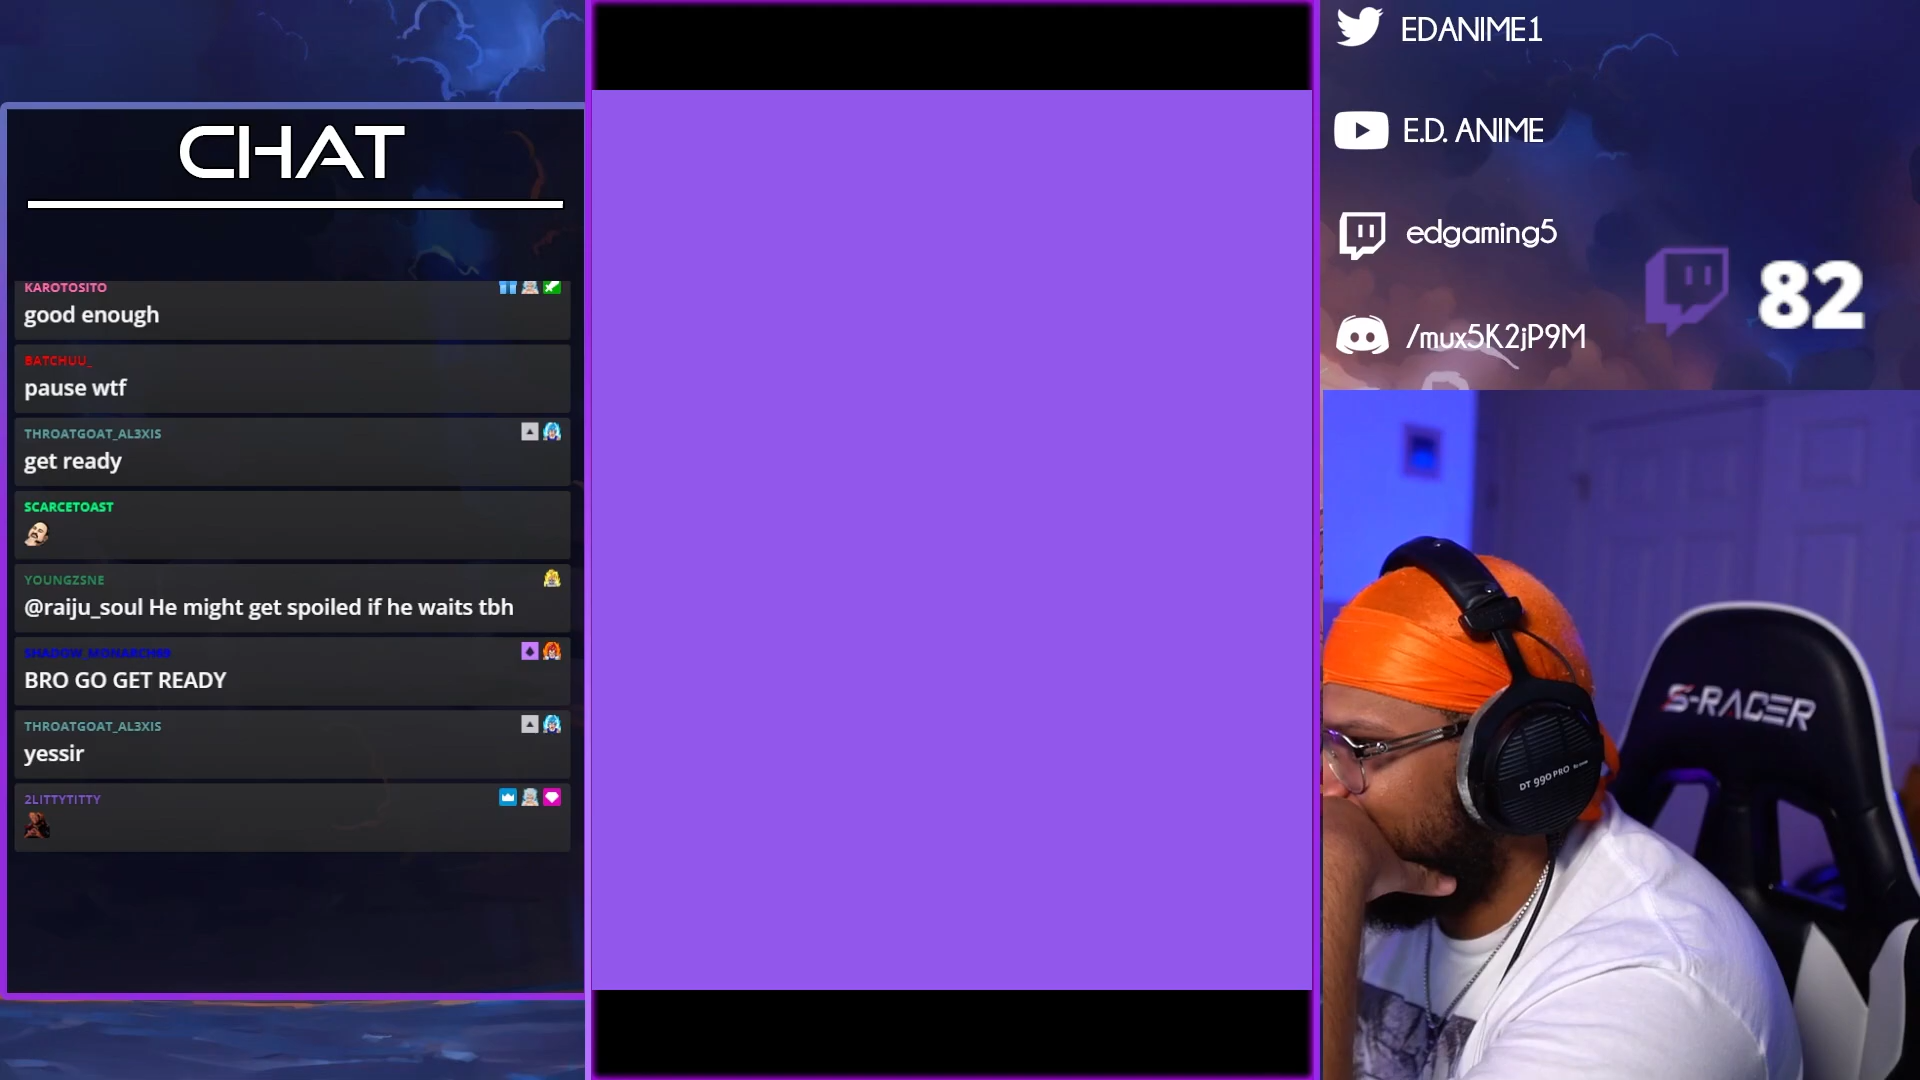 CHAT
KAROTOSITO
good enough
BATCHUU_
pause wtf
THROATGOAT_AL3XIS
get ready
SCARCETOAST
YOUNGZSNE
@raiju_soul He might get spoiled if he waits tbh
SHADOW_MONARCH69
BRO GO GET READY
THROATGOAT_AL3XIS
yessir
2LITTYTITTY
EDANIME1
E.D. ANIME
edgaming5
82
/mux5K2jP9M
S-RACER
DT 990 PRO